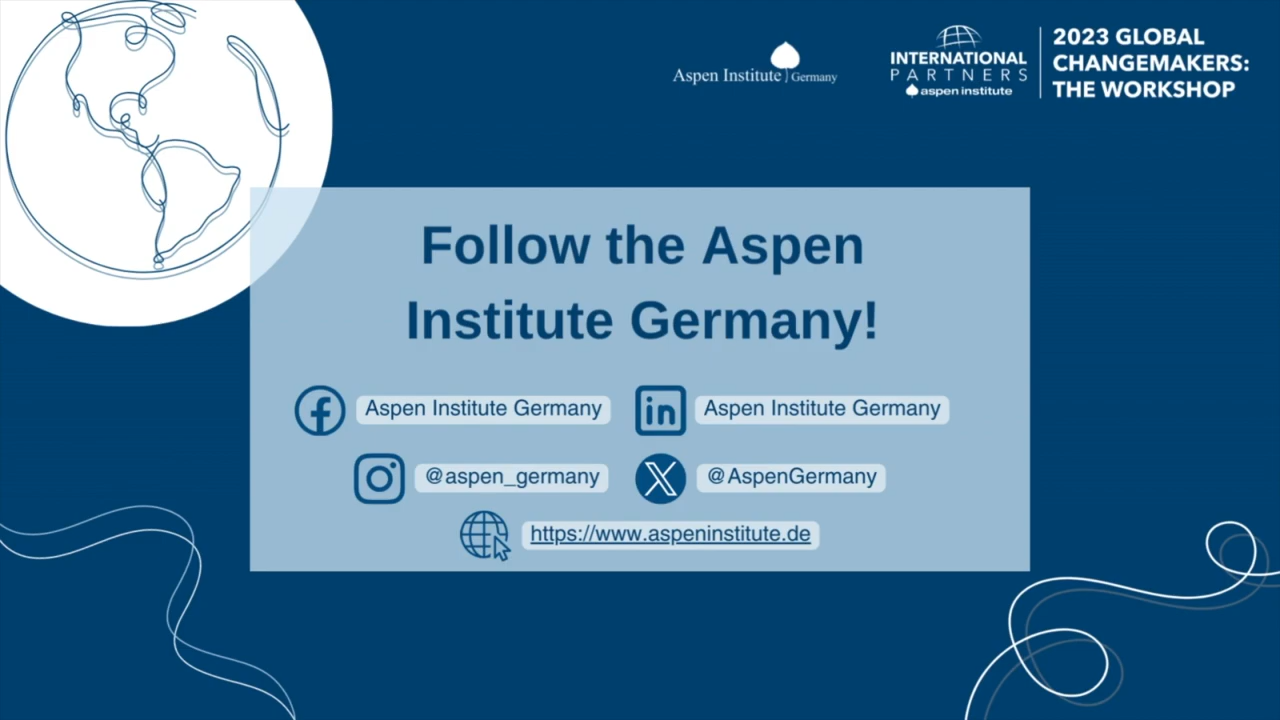 Aspen Institute Germany
INTERNATIONAL
PARTNERS
aspen institute
2023 GLOBAL
CHANGEMAKERS:
THE WORKSHOP
Follow the Aspen
Institute Germany!
Aspen Institute Germany
Aspen Institute Germany
@aspen_germany
@AspenGermany
https://www.aspeninstitute.de